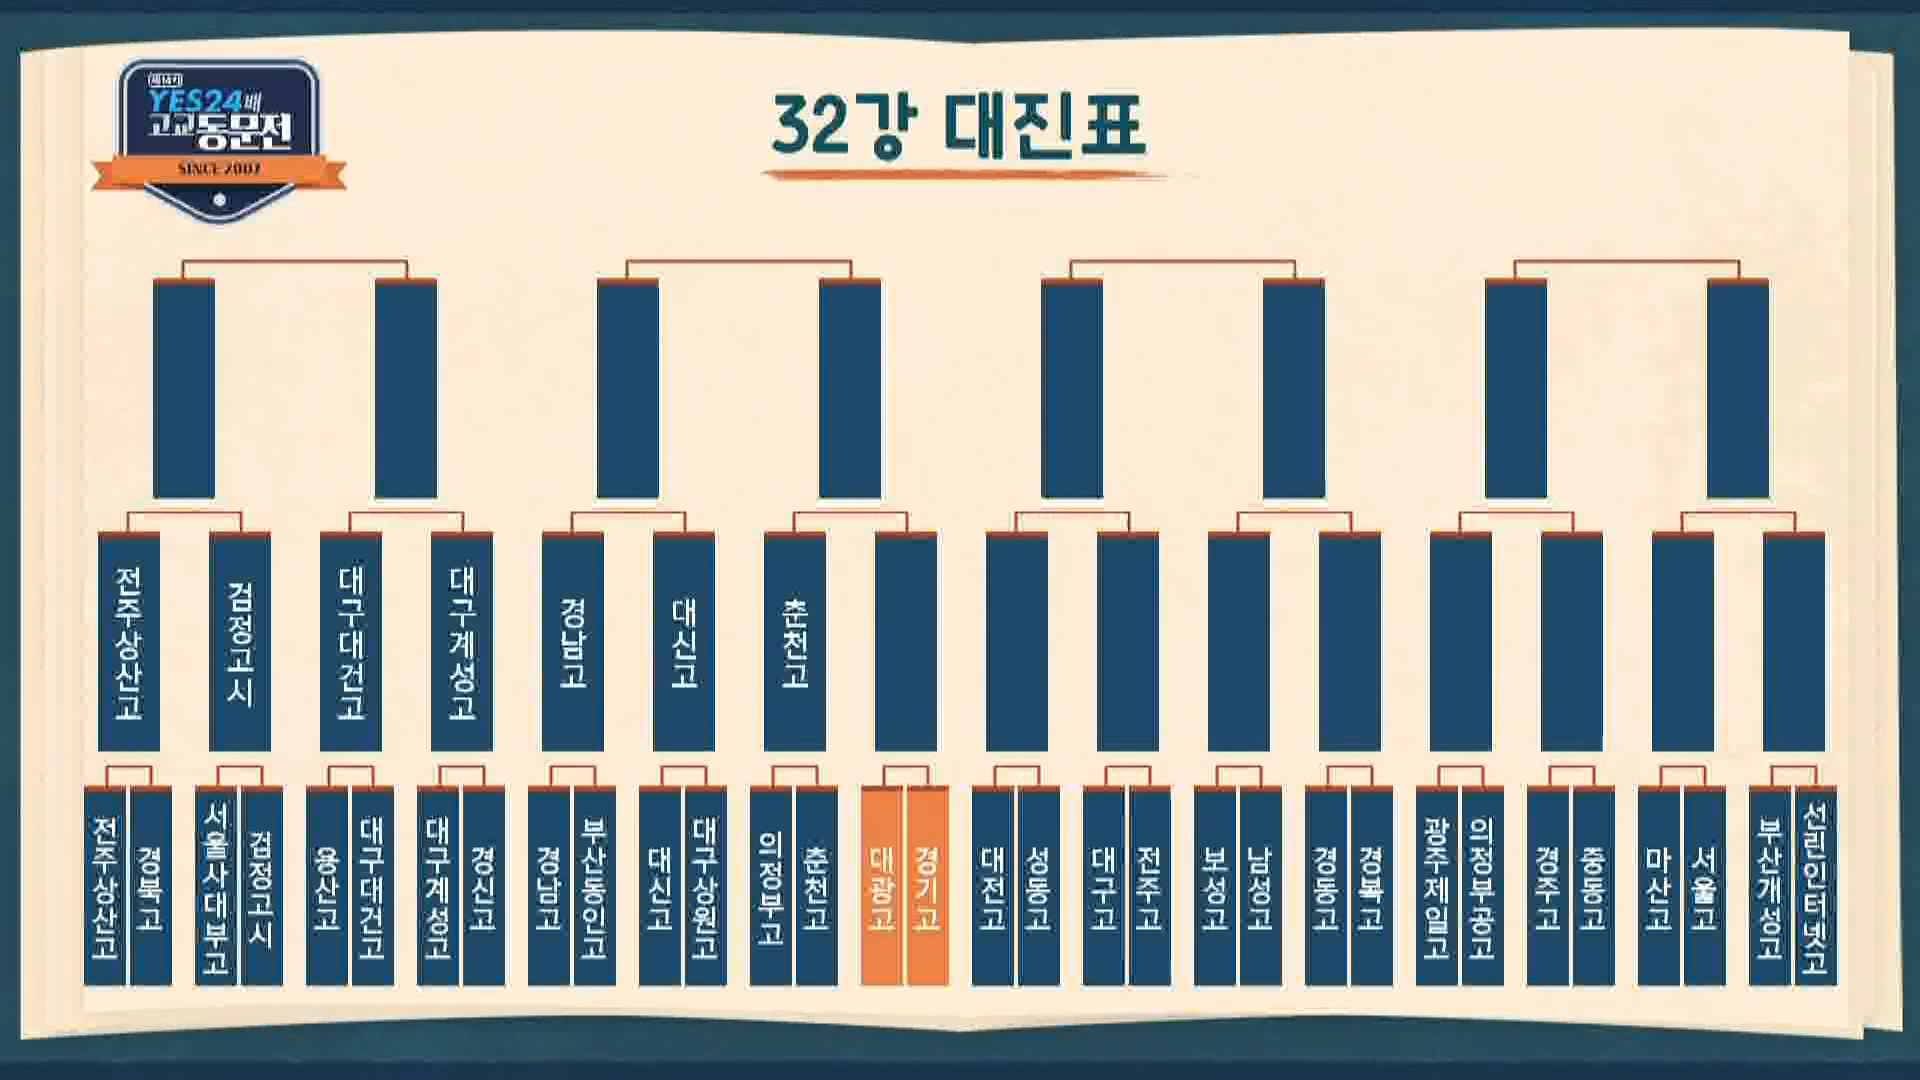 제14기
YES24배
고교동문전
SINCE 2007
32강 대진표
전주상산고
검정고시
대구대건고
대구계성고
경남고
대신고
춘천고
전주상산고
경북고
서울사대부고
검정고시
용산고
대구대건고
대구계성고
경신고
경남고
부산동인고
대신고
대구상원고
의정부고
춘천고
대광고
경기고
대전고
성동고
대구고
전주고
보성고
남성고
경동고
경복고
광주제일고
의정부공고
경주고
중동고
마산고
서울고
부산개성고
선린인터넷고